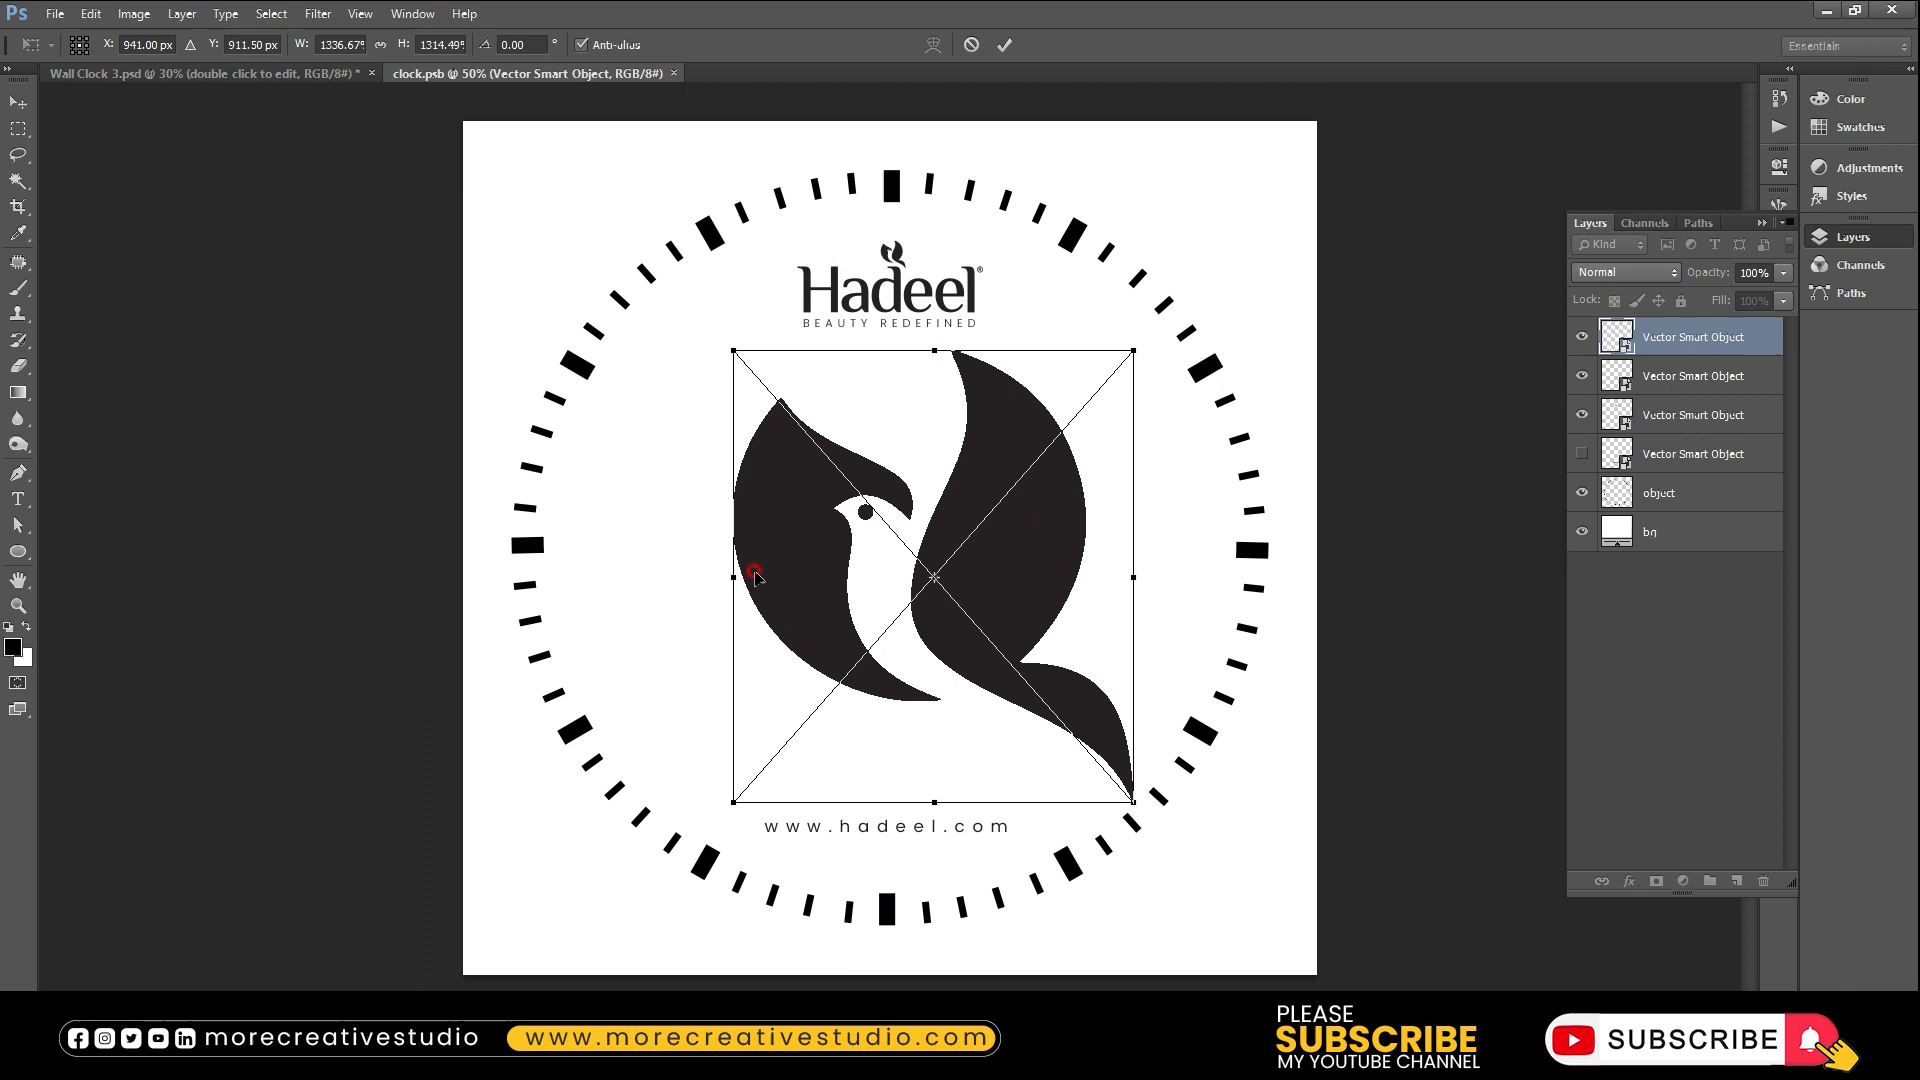 Ps File Edit Image Layer Type Select Filter View Window Help
X: 941.00 px Y: 911.50 px W: 1336.67% H: 1314.49% 0.00 ° Anti-alias Essentials
Wall Clock 3.psd @ 30% (double click to edit, RGB/8#) * × clock.psb @ 50% (Vector Smart Object, RGB/8#) ×
Color
Swatches
Adjustments
Styles
Layers
Channels
Paths
Layers Channels Paths
Kind
Normal Opacity: 100%
Lock: Fill: 100%
Vector Smart Object
Vector Smart Object
Vector Smart Object
Vector Smart Object
object
bg
Hadeel®
BEAUTY REDEFINED
www.hadeel.com
morecreativestudio
www.morecreativestudio.com
PLEASE
SUBSCRIBE
MY YOUTUBE CHANNEL
SUBSCRIBE